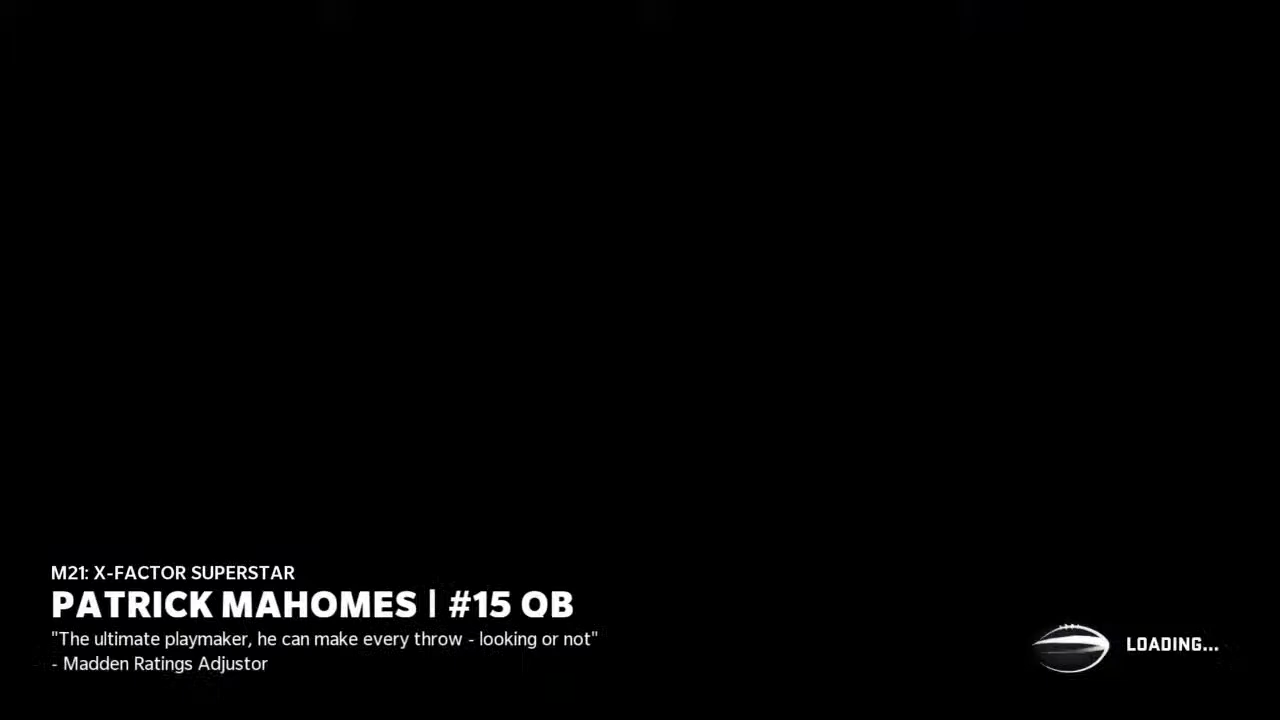 M21: X-FACTOR SUPERSTAR
PATRICK MAHOMES | #15 QB
"The ultimate playmaker, he can make every throw - looking or not"
- Madden Ratings Adjustor
LOADING...